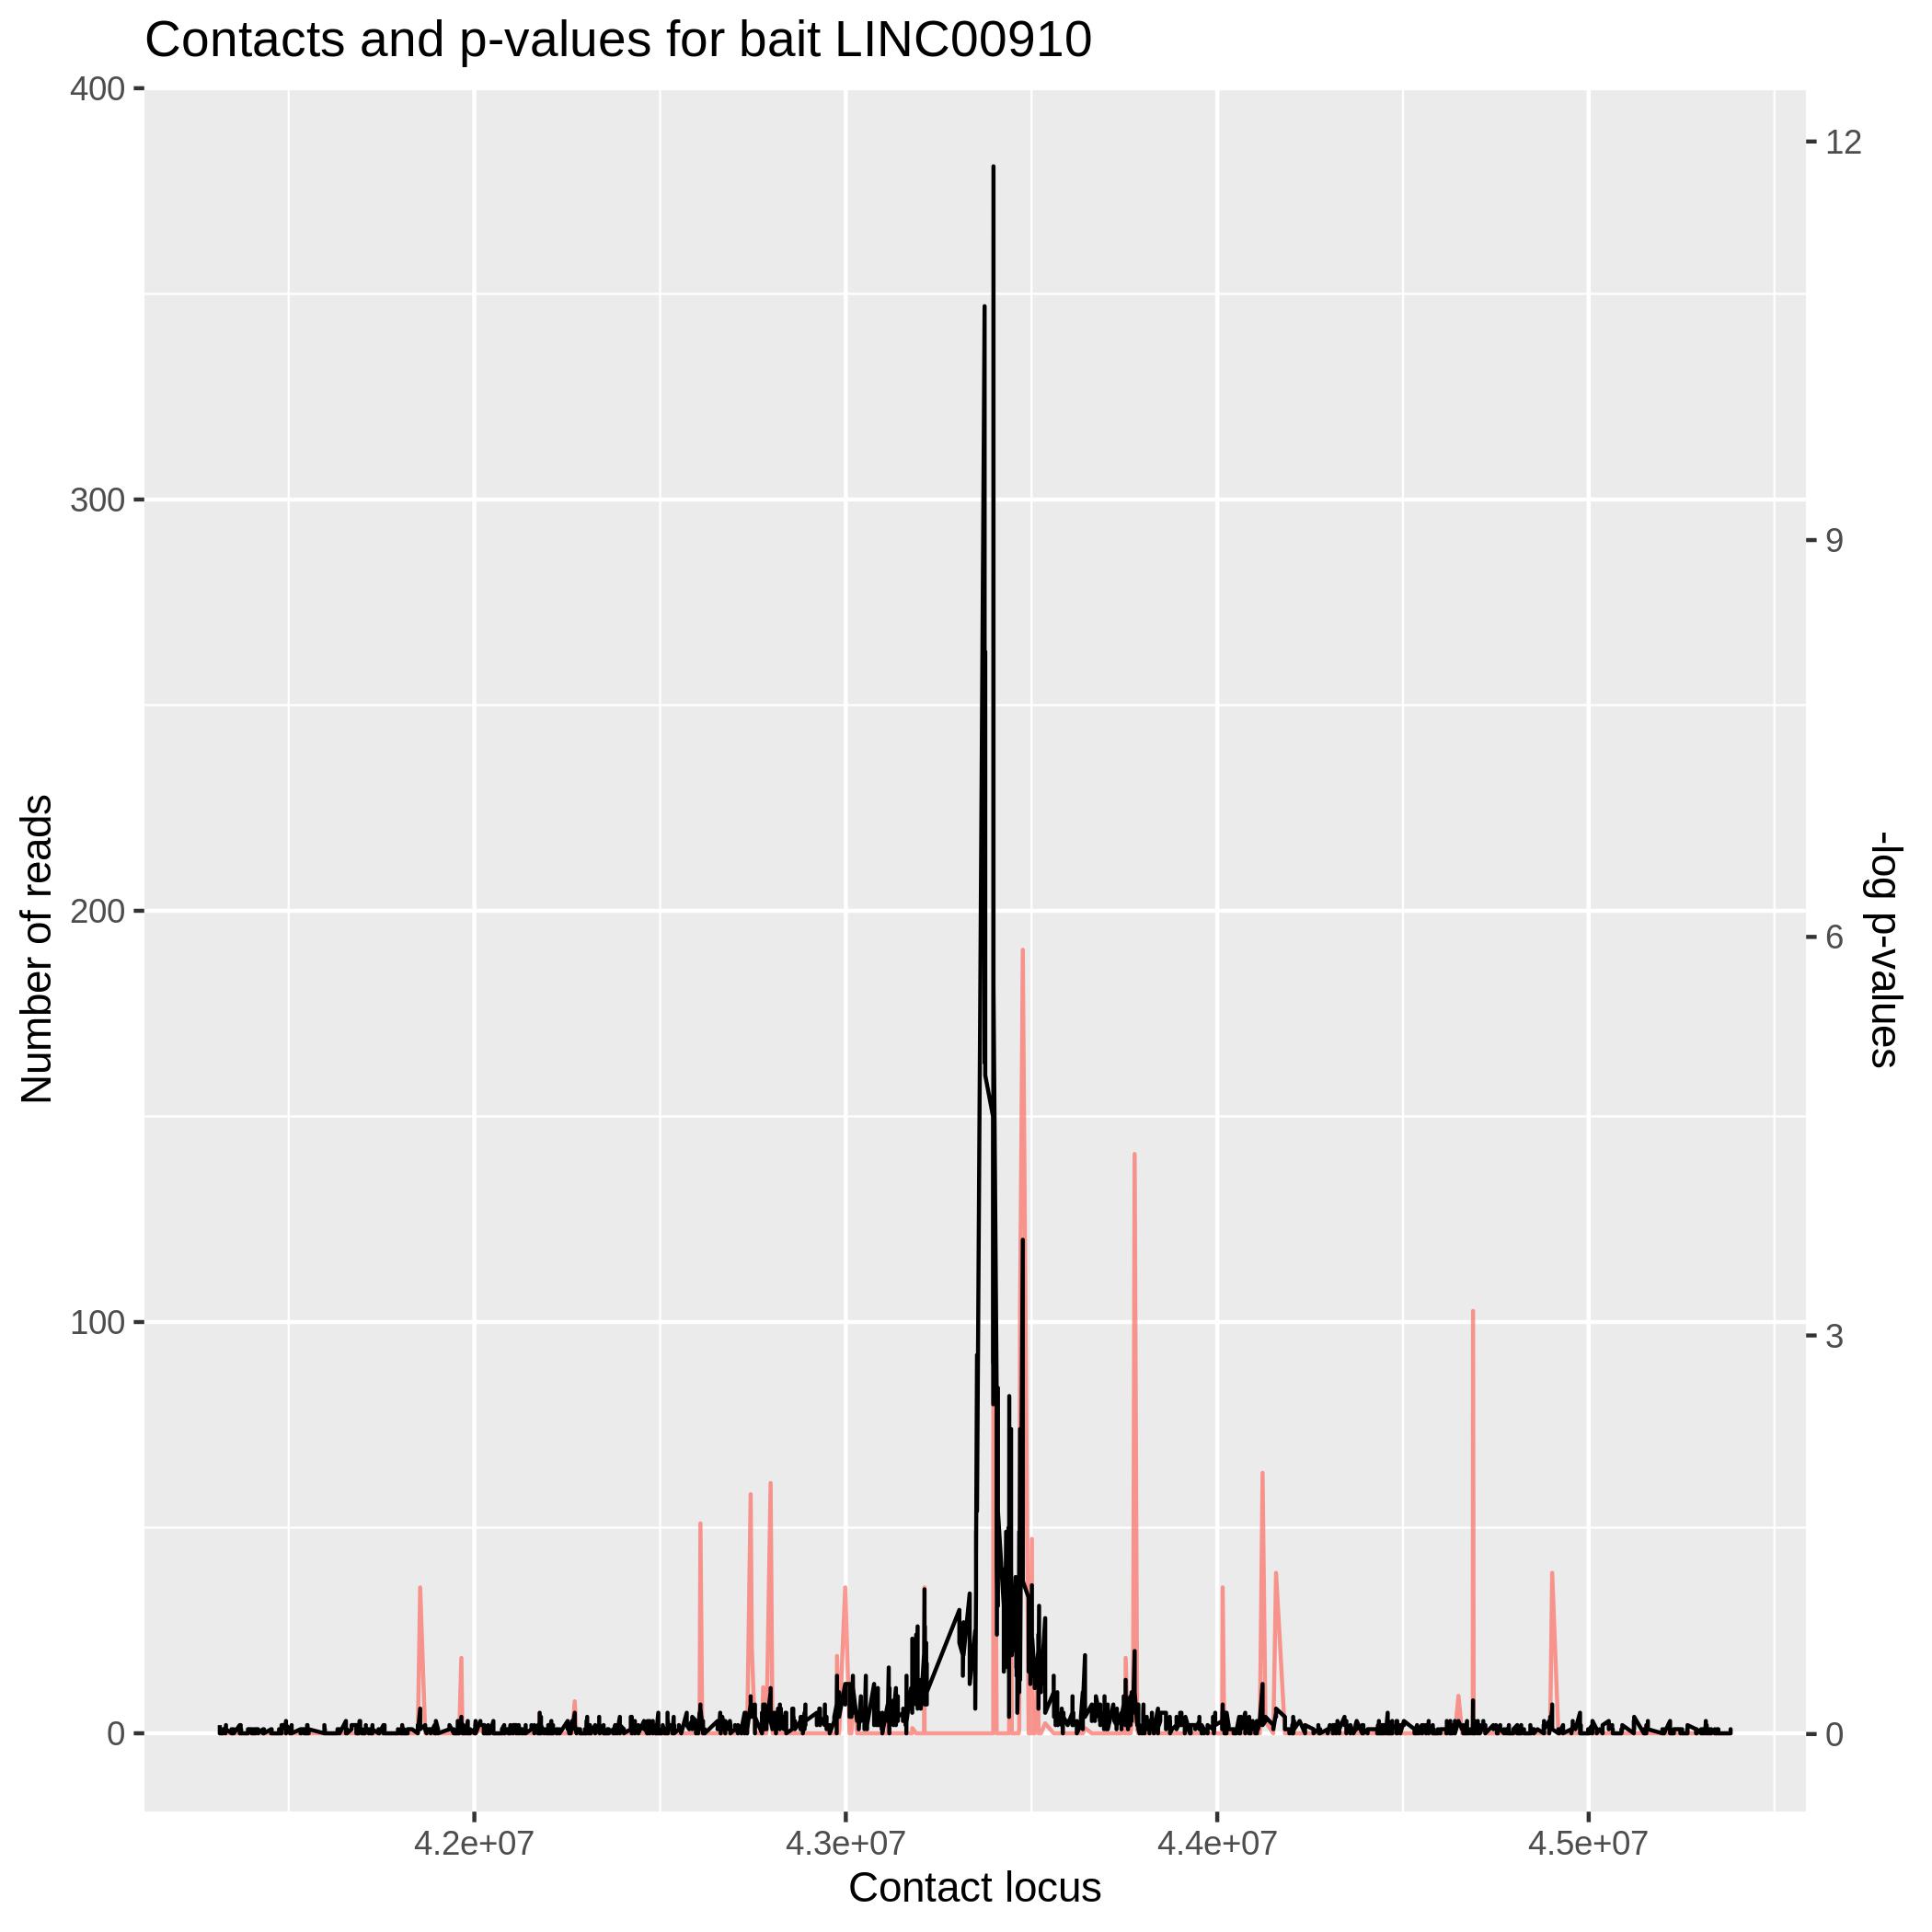 Contacts and p-values for bait LINC00910
400
300
200
100
0
Number of reads
12
9
6
3
0
-log p-values
4.2e+07
4.3e+07
4.4e+07
4.5e+07
Contact locus